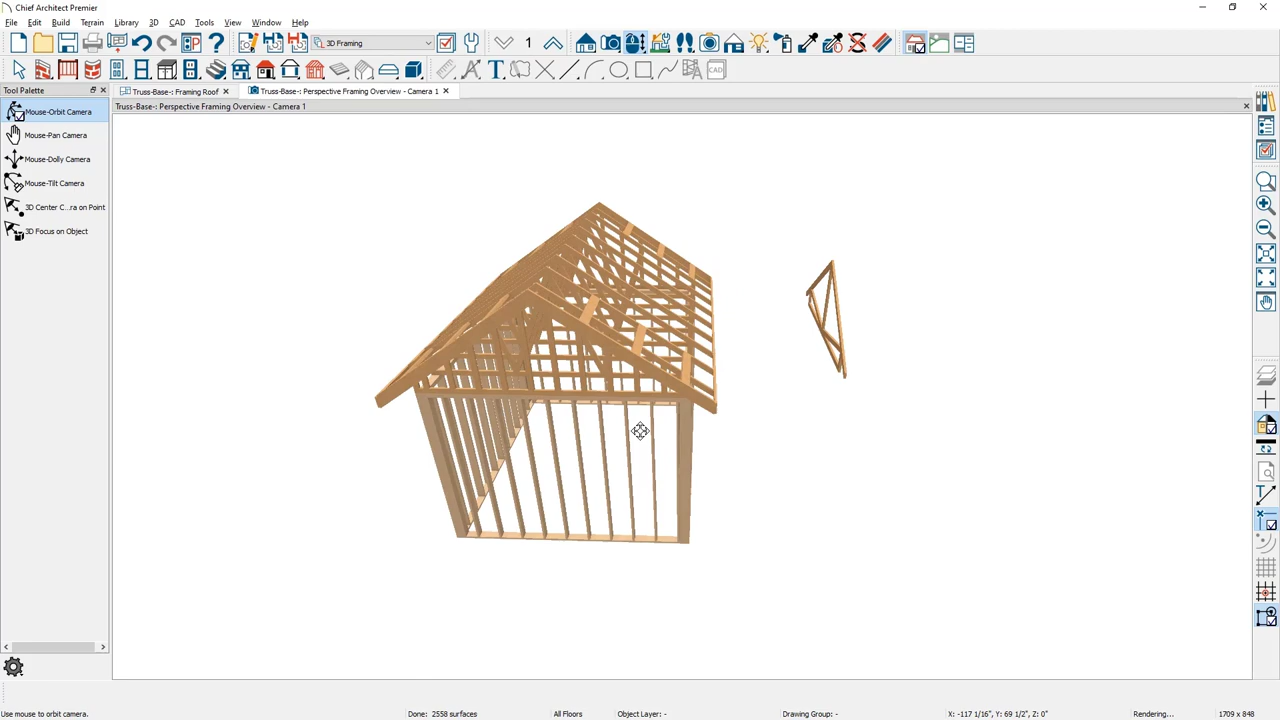 Chief Architect Premier
File Edit Build Terrain Library 3D CAD Tools View Window Help
1 3D Framing
CAD
Tool Palette
Truss-Base-: Framing Roof
Truss-Base-: Perspective Framing Overview - Camera 1
Truss-Base-: Perspective Framing Overview - Camera 1
Mouse-Orbit Camera
Mouse-Pan Camera
Mouse-Dolly Camera
Mouse-Tilt Camera
3D Center C...ra on Point
3D Focus on Object
Use mouse to orbit camera. Done: 2558 surfaces All Floors Object Layer: - Drawing Group: - X: -117 1/16", Y: 69 1/2", Z: 0" Rendering... 1709 x 848